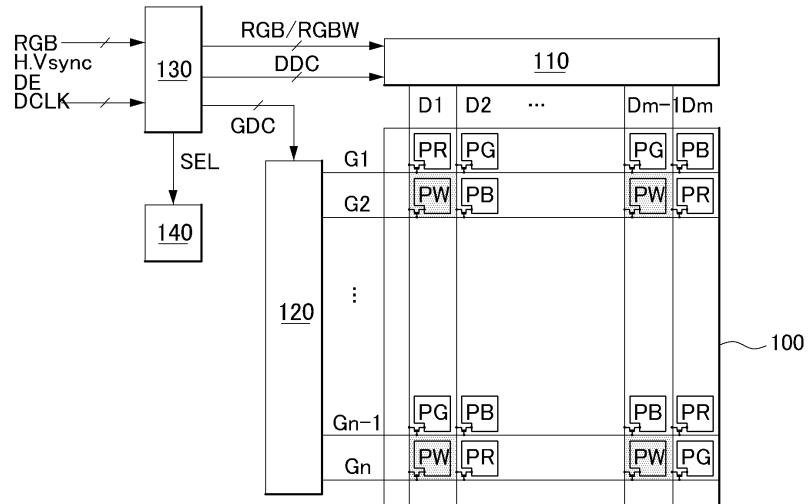 RGB
H.Vsync
DE
DCLK
130
RGB/RGBW
DDC
GDC
SEL
140
110
D1 D2 ... Dm-1 Dm
120
G1 PR PG PG PB
G2 PW PB PW PR
⋮
100
Gn-1 PG PB PB PR
Gn PW PR PW PG